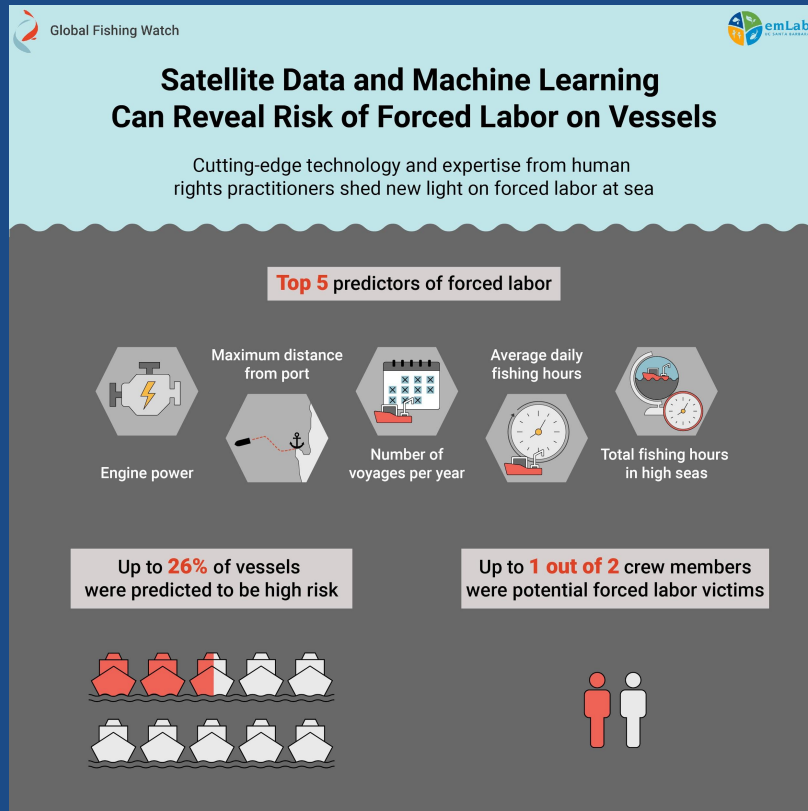 Global Fishing Watch
emLab
UC SANTA BARBARA
Satellite Data and Machine Learning
Can Reveal Risk of Forced Labor on Vessels
Cutting-edge technology and expertise from human
rights practitioners shed new light on forced labor at sea
Top 5 predictors of forced labor
Engine power
Maximum distance
from port
Number of
voyages per year
Average daily
fishing hours
Total fishing hours
in high seas
Up to 26% of vessels
were predicted to be high risk
Up to 1 out of 2 crew members
were potential forced labor victims